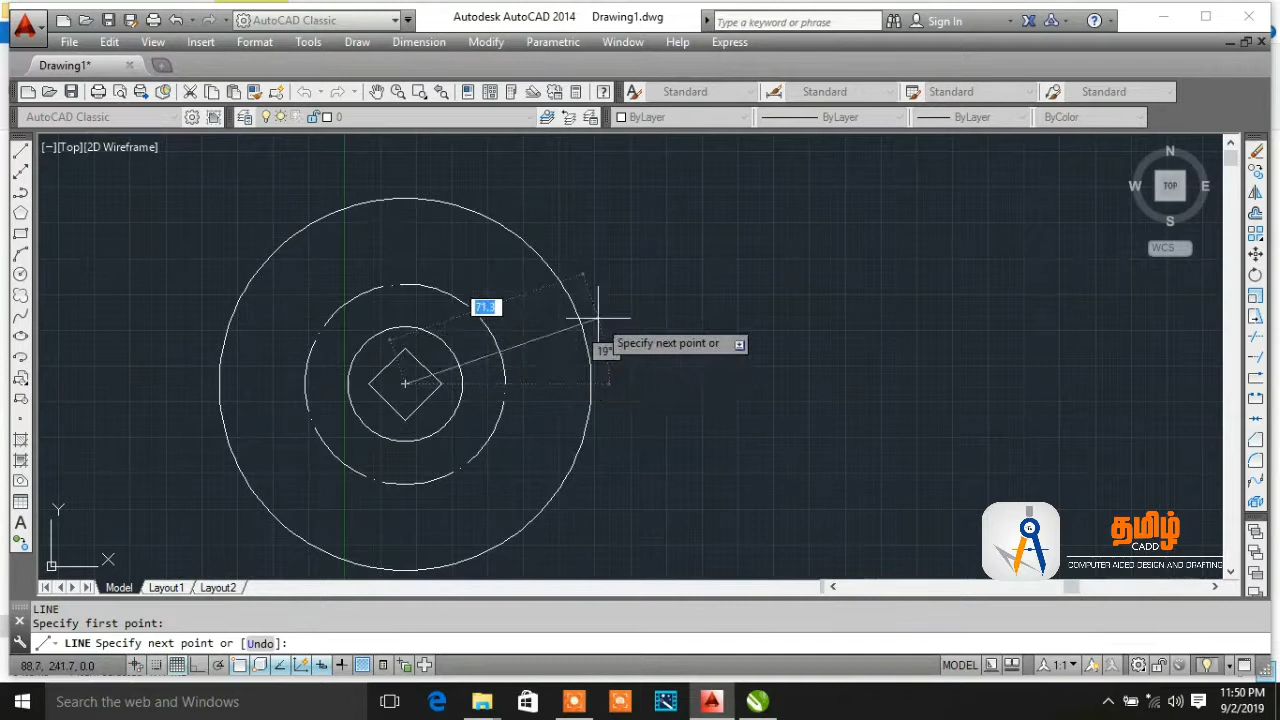 AutoCAD Classic
Autodesk AutoCAD 2014 Drawing1.dwg
Type a keyword or phrase
Sign In
File Edit View Insert Format Tools Draw Dimension Modify Parametric Window Help Express
Drawing1*
Standard Standard Standard Standard
AutoCAD Classic 0 ByLayer ByLayer ByLayer ByColor
[−][Top][2D Wireframe]
N
W TOP E
S
WCS
71.3
Specify next point or
19°
Y
X
தமிழ்
CADD
COMPUTER AIDED DESIGN AND DRAFTING
Model Layout1 Layout2
LINE
Specify first point:
LINE Specify next point or [Undo]:
88.7, 241.7, 0.0
MODEL 1:1
Search the web and Windows
11:50 PM
9/2/2019